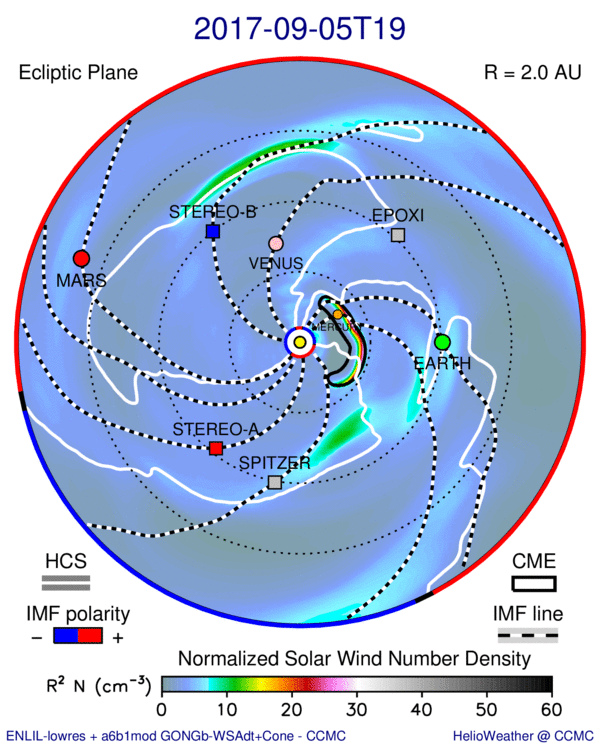 2017-09-05T19
Ecliptic Plane
R = 2.0 AU
STEREO-B
EPOXI
VENUS
MARS
MERCURY
EARTH
STEREO-A
SPITZER
HCS
CME
IMF polarity
IMF line
− +
Normalized Solar Wind Number Density
R² N (cm⁻³)
0 10 20 30 40 50 60
ENLIL-lowres + a6b1mod GONGb-WSAdt+Cone - CCMC
HelioWeather @ CCMC